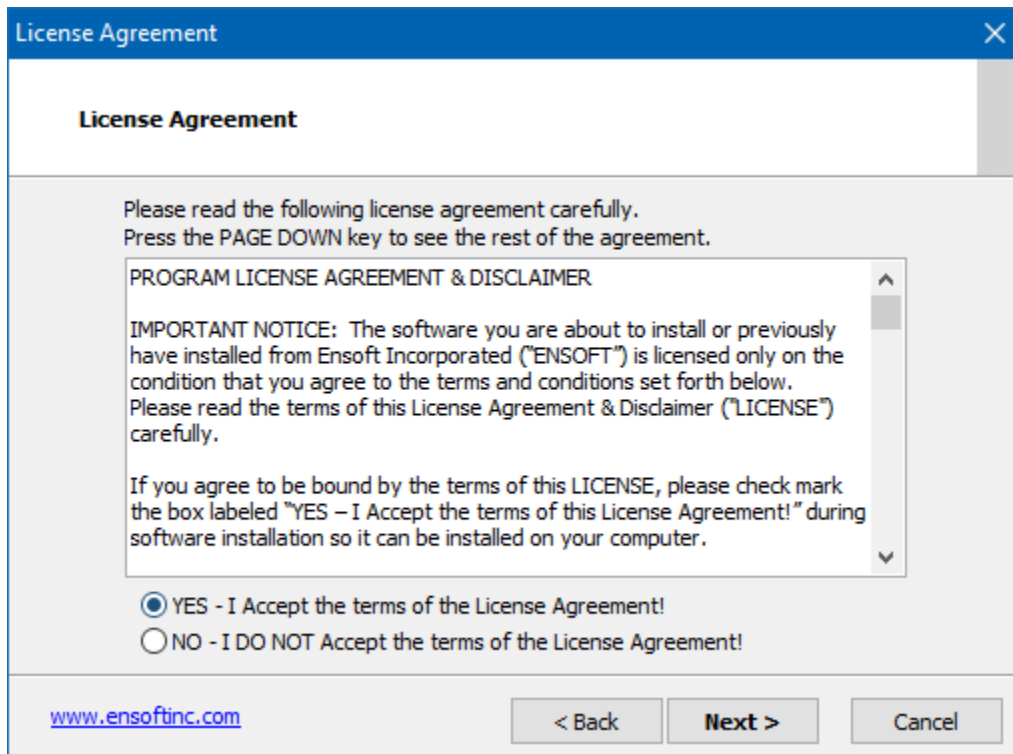 License Agreement
License Agreement
Please read the following license agreement carefully.
Press the PAGE DOWN key to see the rest of the agreement.
PROGRAM LICENSE AGREEMENT & DISCLAIMER
IMPORTANT NOTICE:  The software you are about to install or previously
have installed from Ensoft Incorporated ("ENSOFT") is licensed only on the
condition that you agree to the terms and conditions set forth below.
Please read the terms of this License Agreement & Disclaimer ("LICENSE")
carefully.
If you agree to be bound by the terms of this LICENSE, please check mark
the box labeled “YES – I Accept the terms of this License Agreement!” during
software installation so it can be installed on your computer.
YES - I Accept the terms of the License Agreement!
NO - I DO NOT Accept the terms of the License Agreement!
www.ensoftinc.com
< Back
Next >
Cancel